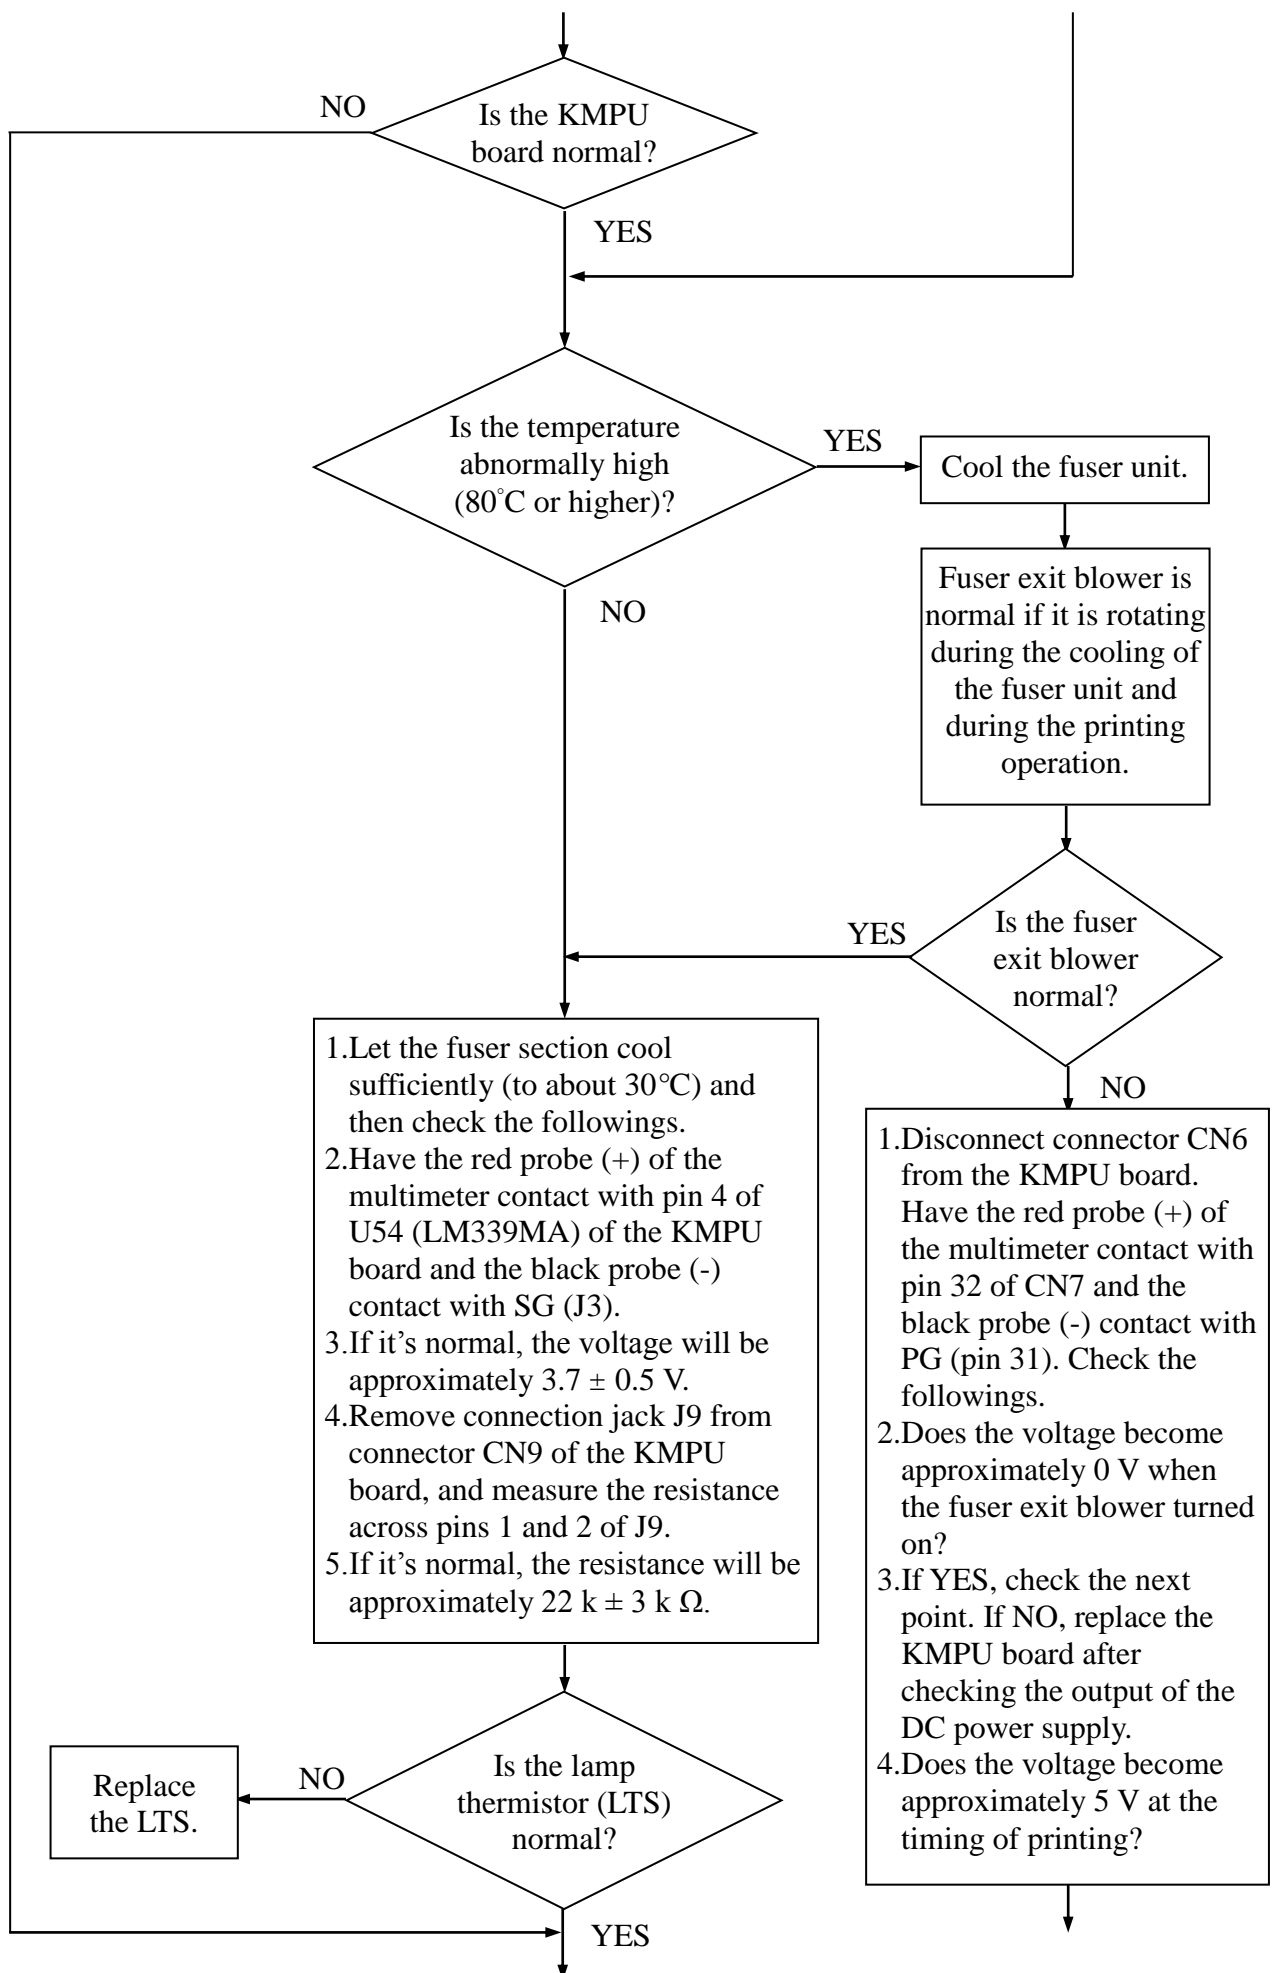 NO
Is the KMPU
board normal?
YES
Is the temperature
abnormally high
(80°C or higher)?
YES
Cool the fuser unit.
NO
Fuser exit blower is
normal if it is rotating
during the cooling of
the fuser unit and
during the printing
operation.
YES
Is the fuser
exit blower
normal?
NO
1.Let the fuser section cool
sufficiently (to about 30°C) and
then check the followings.
2.Have the red probe (+) of the
multimeter contact with pin 4 of
U54 (LM339MA) of the KMPU
board and the black probe (-)
contact with SG (J3).
3.If it’s normal, the voltage will be
approximately 3.7 ± 0.5 V.
4.Remove connection jack J9 from
connector CN9 of the KMPU
board, and measure the resistance
across pins 1 and 2 of J9.
5.If it’s normal, the resistance will be
approximately 22 k ± 3 k Ω.
1.Disconnect connector CN6
from the KMPU board.
Have the red probe (+) of
the multimeter contact with
pin 32 of CN7 and the
black probe (-) contact with
PG (pin 31). Check the
followings.
2.Does the voltage become
approximately 0 V when
the fuser exit blower turned
on?
3.If YES, check the next
point. If NO, replace the
KMPU board after
checking the output of the
DC power supply.
4.Does the voltage become
approximately 5 V at the
timing of printing?
Replace
the LTS.
NO
Is the lamp
thermistor (LTS)
normal?
YES